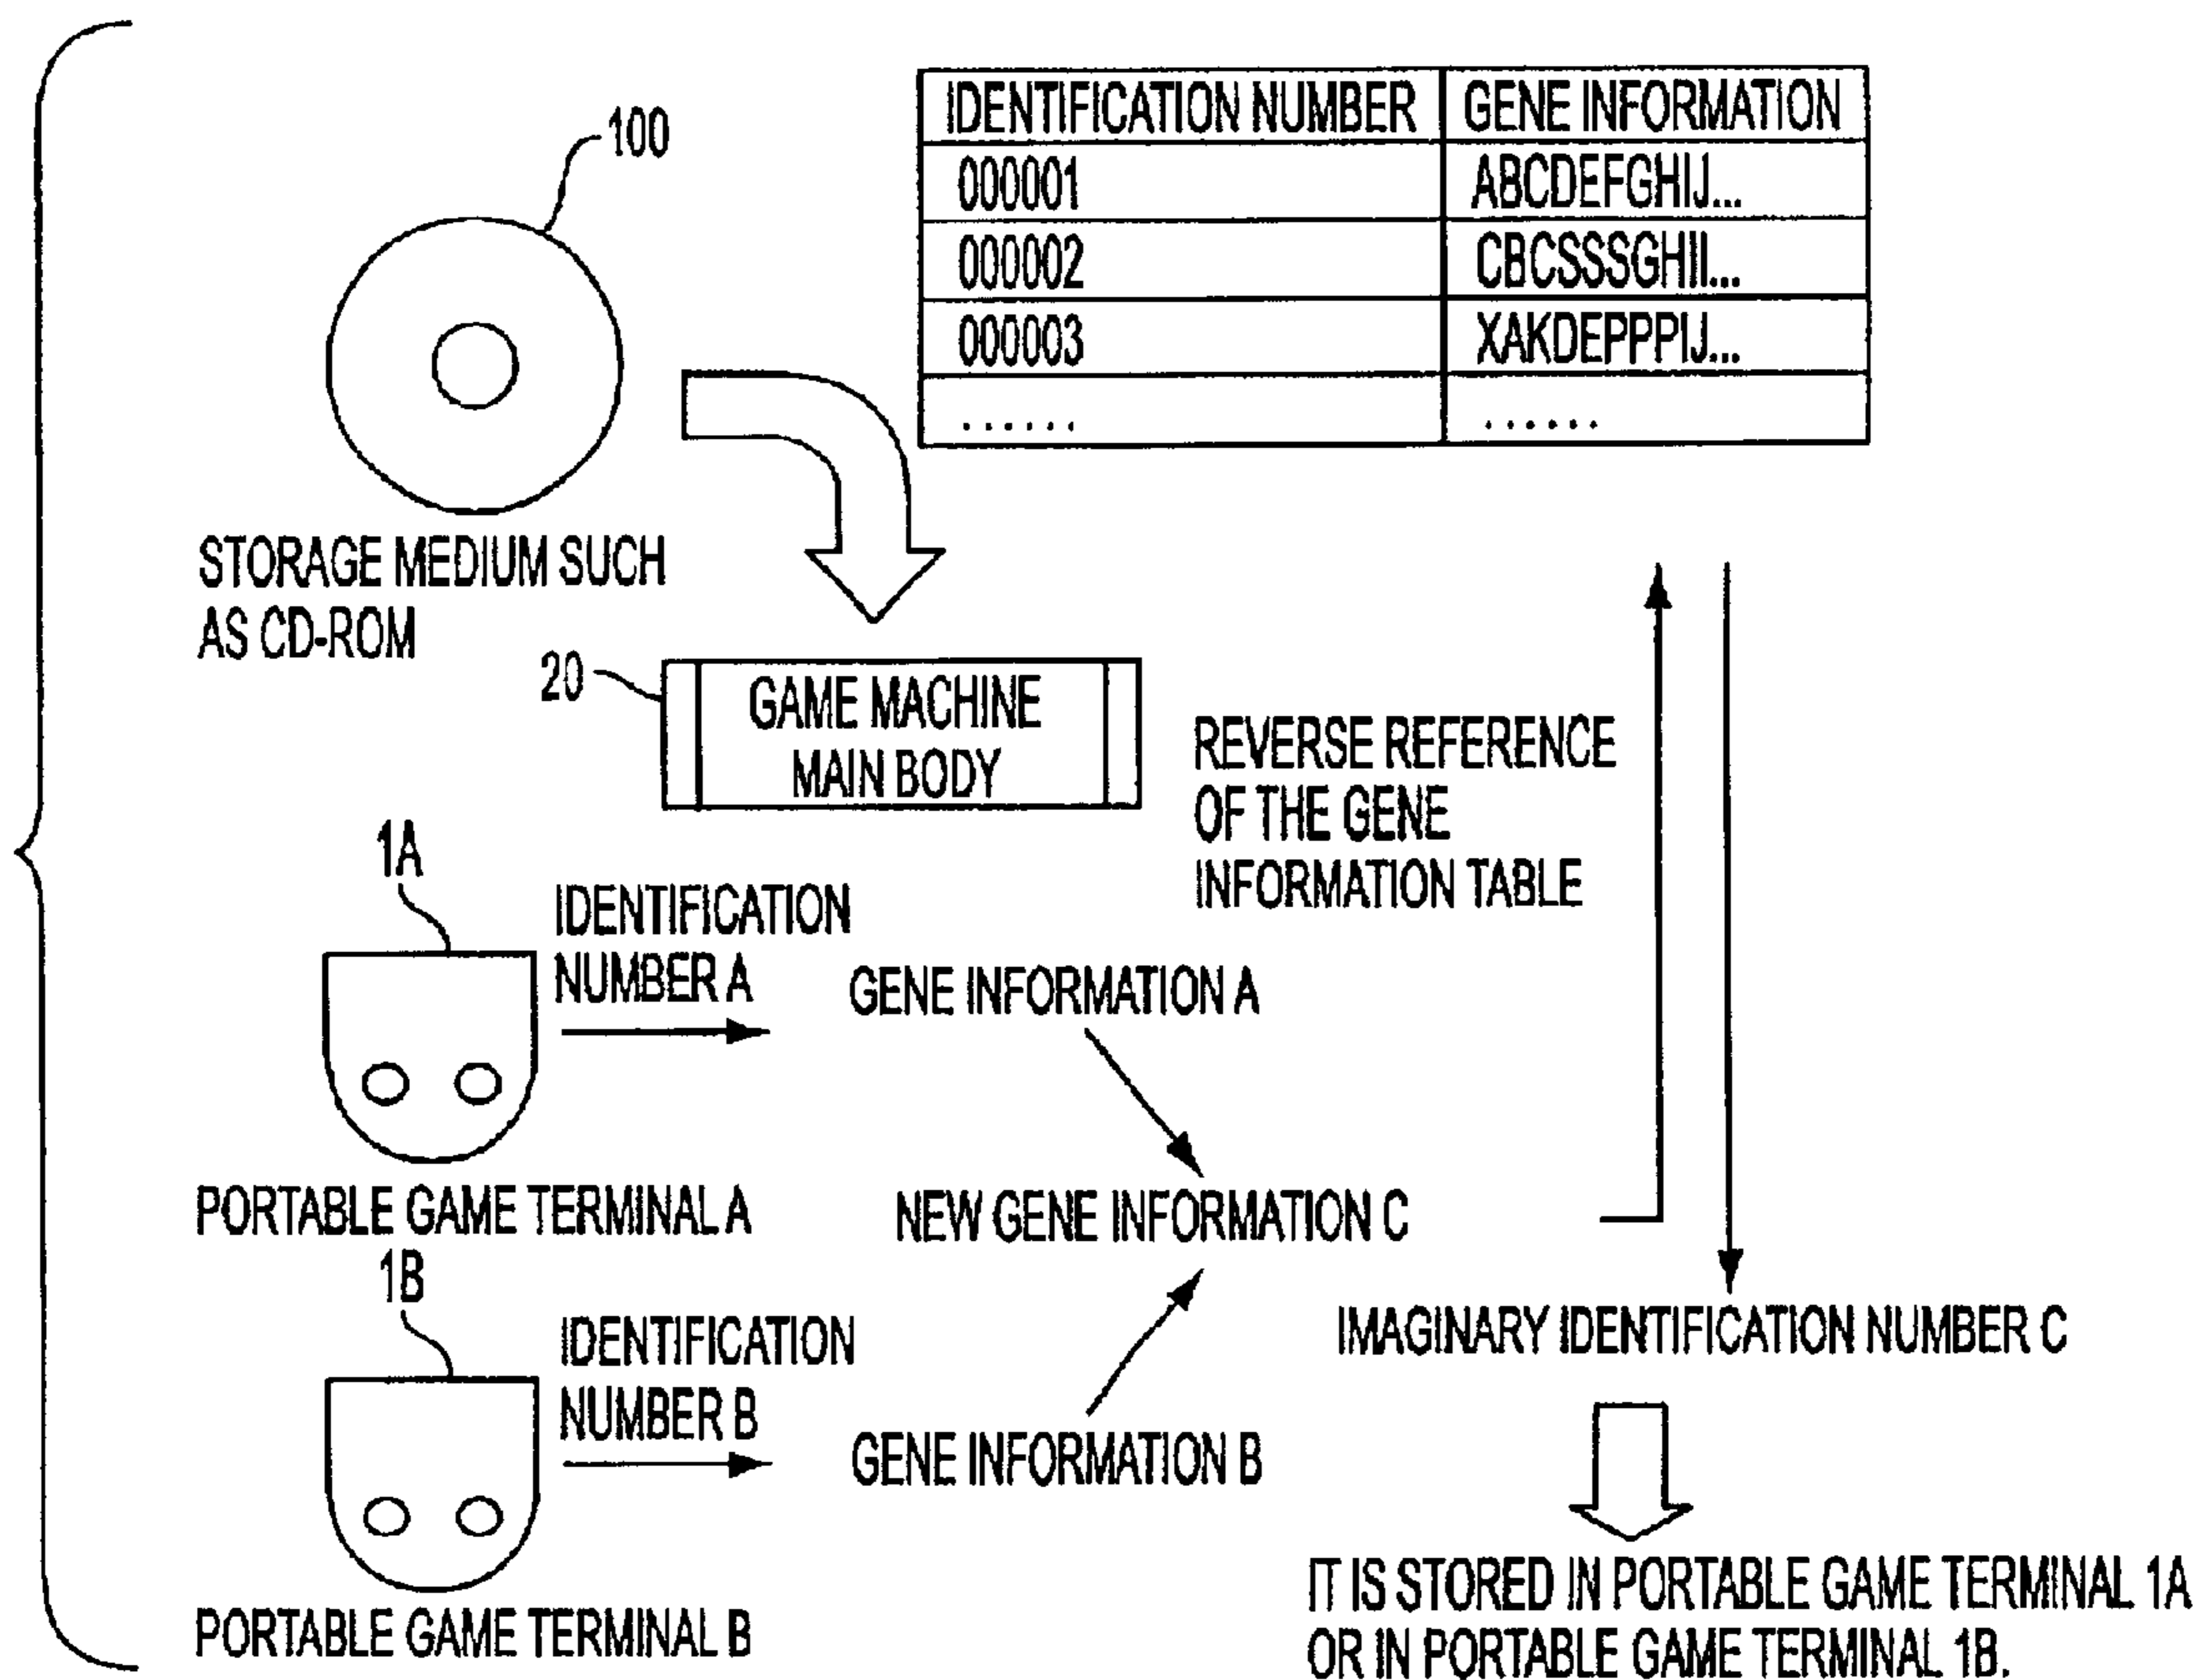 100
STORAGE MEDIUM SUCH
AS CD-ROM
IDENTIFICATION NUMBER GENE INFORMATION
000001 ABCDEFGHIJ...
000002 CBCSSSGHII...
000003 XAKDEPPPIJ...
...... ......
20
GAME MACHINE
MAIN BODY
REVERSE REFERENCE
OF THE GENE
INFORMATION TABLE
1A
IDENTIFICATION
NUMBER A
GENE INFORMATION A
PORTABLE GAME TERMINAL A
NEW GENE INFORMATION C
1B
IDENTIFICATION
NUMBER B
GENE INFORMATION B
PORTABLE GAME TERMINAL B
IMAGINARY IDENTIFICATION NUMBER C
IT IS STORED IN PORTABLE GAME TERMINAL 1A
OR IN PORTABLE GAME TERMINAL 1B.